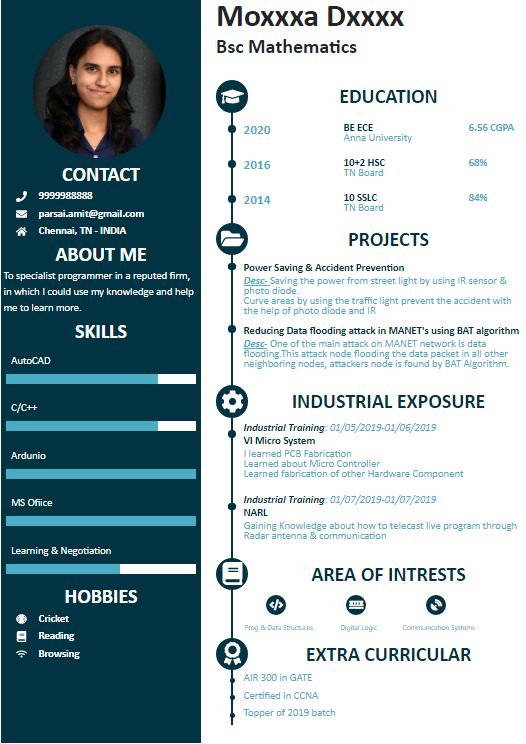 Moxxxa Dxxxx
Bsc Mathematics
CONTACT
9999988888
parsai.amit@gmail.com
Chennai, TN - INDIA
ABOUT ME
To specialist programmer in a reputed firm,
in which I could use my knowledge and help
me to learn more.
SKILLS
AutoCAD
C/C++
Ardunio
MS Ofiice
Learning & Negotiation
HOBBIES
Cricket
Reading
Browsing
EDUCATION
2020 BE ECE 6.56 CGPA
Anna University
2016 10+2 HSC 68%
TN Board
2014 10 SSLC 84%
TN Board
PROJECTS
Power Saving & Accident Prevention
Desc- Saving the power from street light by using IR sensor &
photo diode.
Curve areas by using the traffic light prevent the accident with
the help of photo diode and IR
Reducing Data flooding attack in MANET's using BAT algorithm
Desc- One of the main attack on MANET network is data
flooding.This attack node flooding the data packet in all other
neighboring nodes, attackers node is found by BAT Algorithm.
INDUSTRIAL EXPOSURE
Industrial Training: 01/05/2019-01/06/2019
VI Micro System
I learned PCB Fabrication
Learned about Micro Controller
Learned fabrication of other Hardware Component
Industrial Training: 01/07/2019-01/07/2019
NARL
Gaining Knowledge about how to telecast live program through
Radar antenna & communication
AREA OF INTRESTS
Prog & Data Structures Digital Logic Communication Systems
EXTRA CURRICULAR
AIR 300 in GATE
Certified in CCNA
Topper of 2019 batch